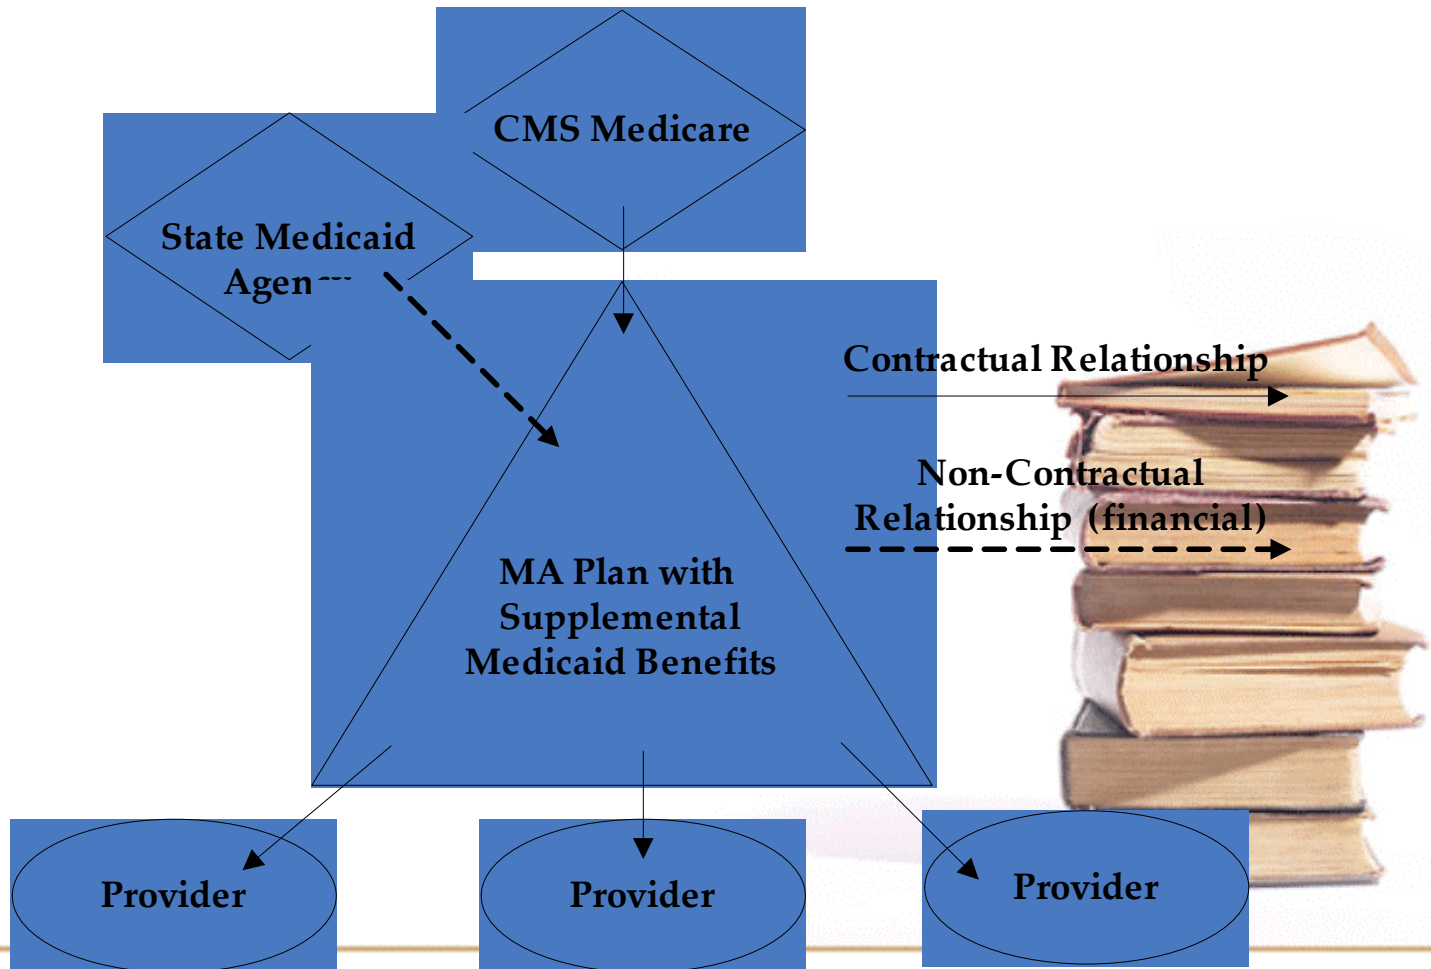 CMS Medicare
State Medicaid
Contractual Relationship
Non-Contractual
Relationship (financial)
MA Plan with
Supplemental
Medicaid Benefits
Provider
Provider
Provider